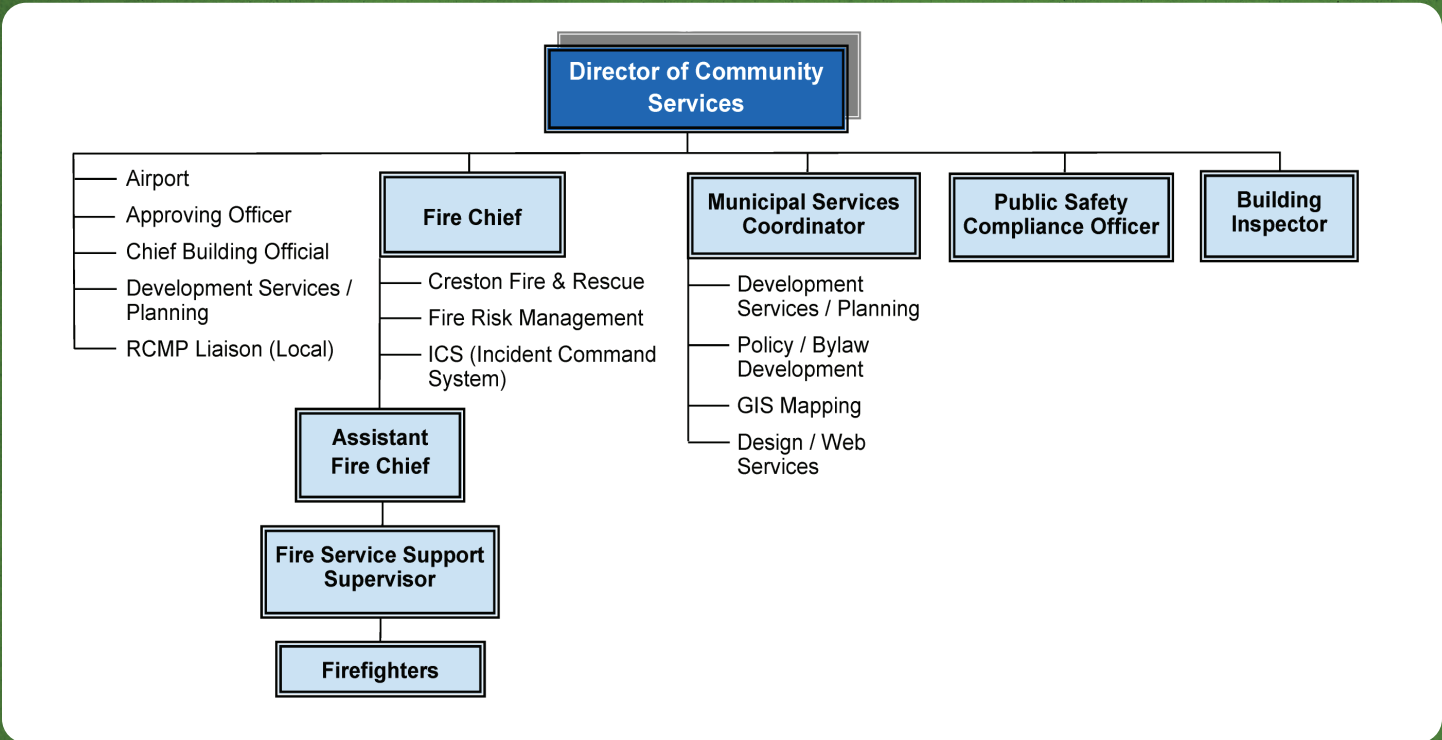 Director of Community
Services
Airport
Approving Officer
Chief Building Official
Development Services /
Planning
RCMP Liaison (Local)
Fire Chief
Creston Fire & Rescue
Fire Risk Management
ICS (Incident Command
System)
Assistant
Fire Chief
Fire Service Support
Supervisor
Firefighters
Municipal Services
Coordinator
Development
Services / Planning
Policy / Bylaw
Development
GIS Mapping
Design / Web
Services
Public Safety
Compliance Officer
Building
Inspector